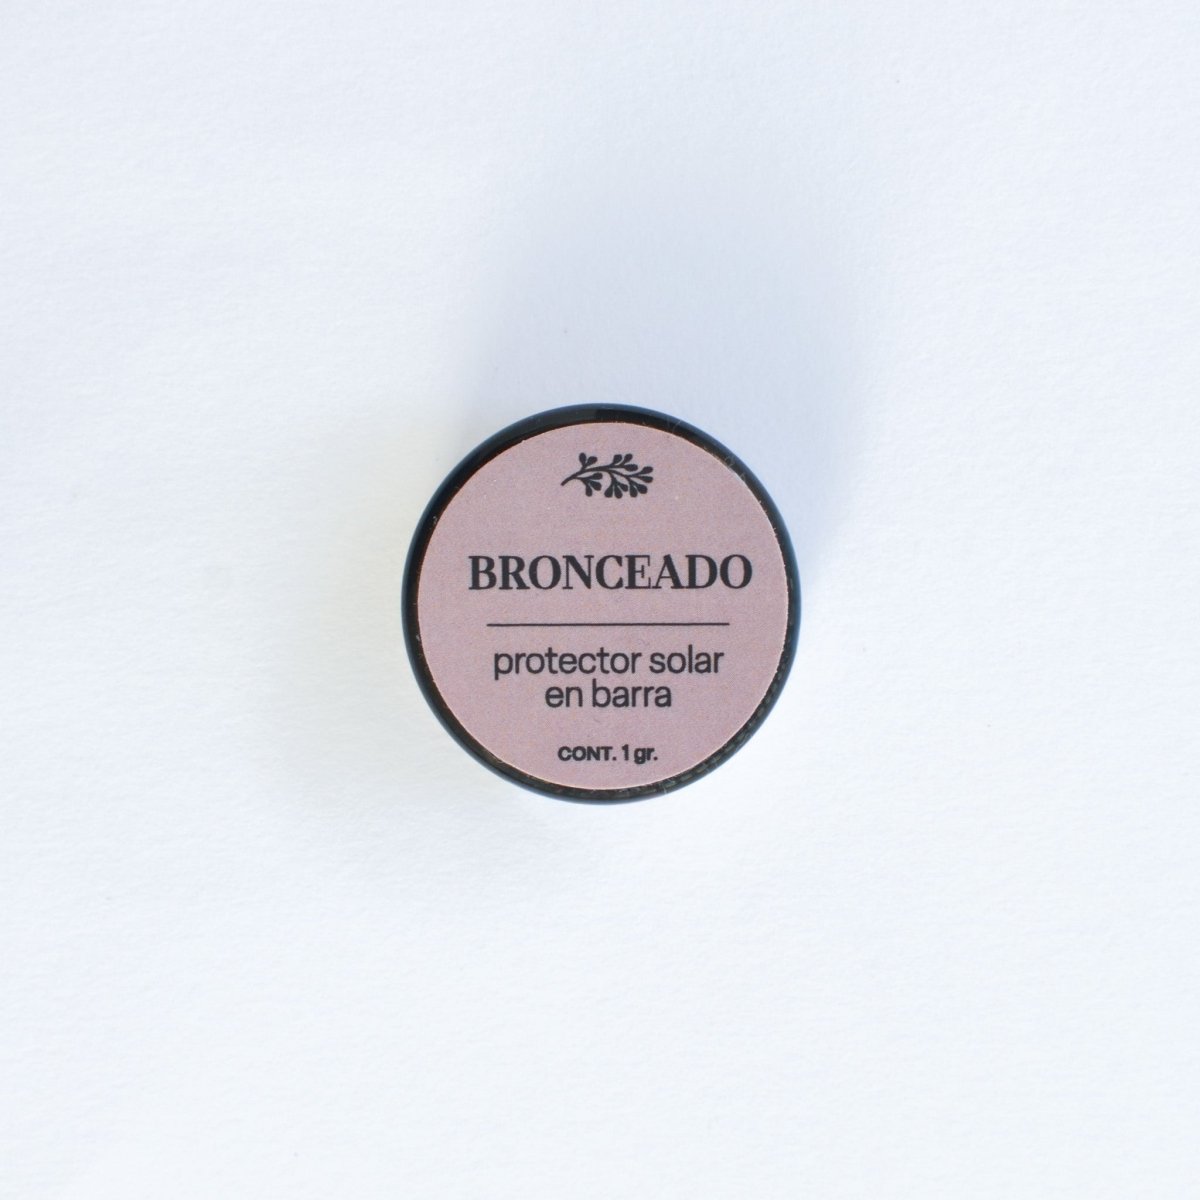 BRONCEADO
protector solar
en barra
CONT. 1 gr.